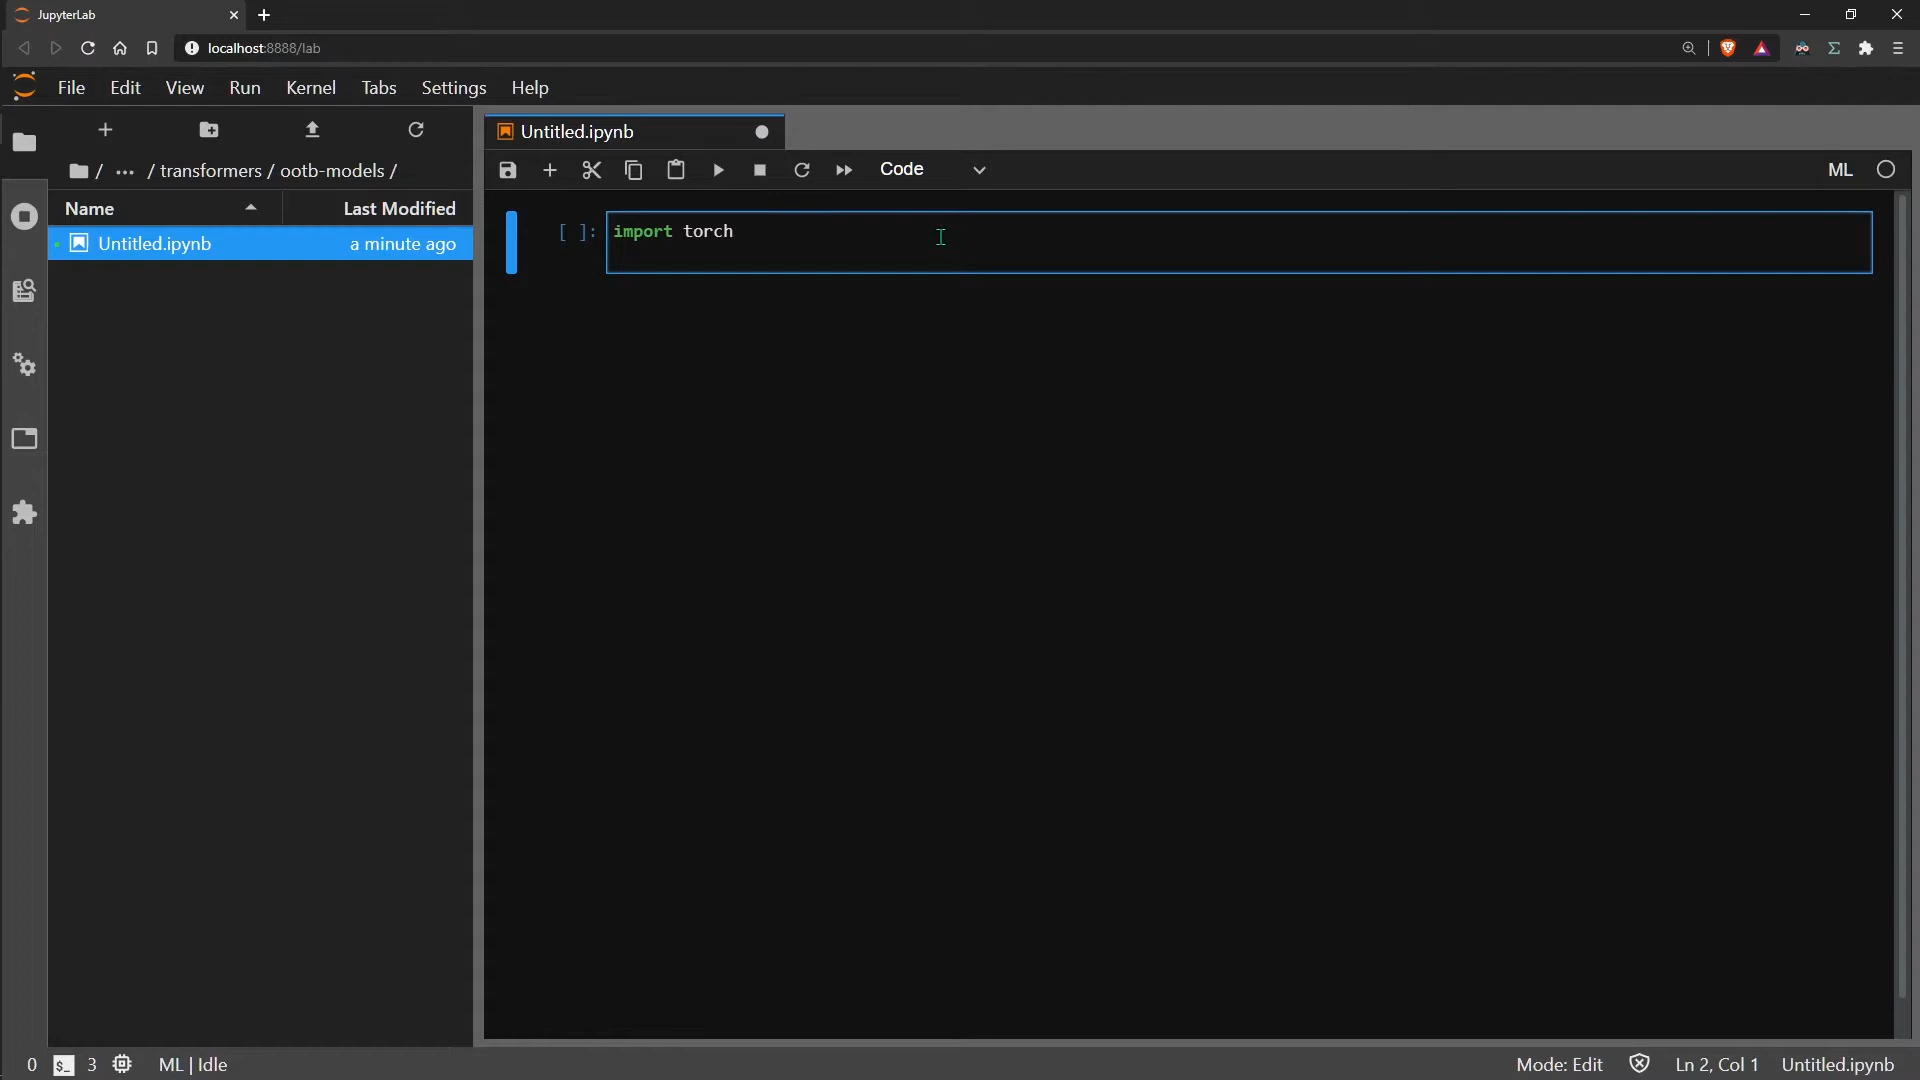 JupyterLab
localhost:8888/lab
File Edit View Run Kernel Tabs Settings Help
/ ... / transformers / ootb-models /
Name Last Modified
Untitled.ipynb a minute ago
Untitled.ipynb
Code
ML
[ ]: import torch
0 $_ 3 ML | Idle
Mode: Edit Ln 2, Col 1 Untitled.ipynb